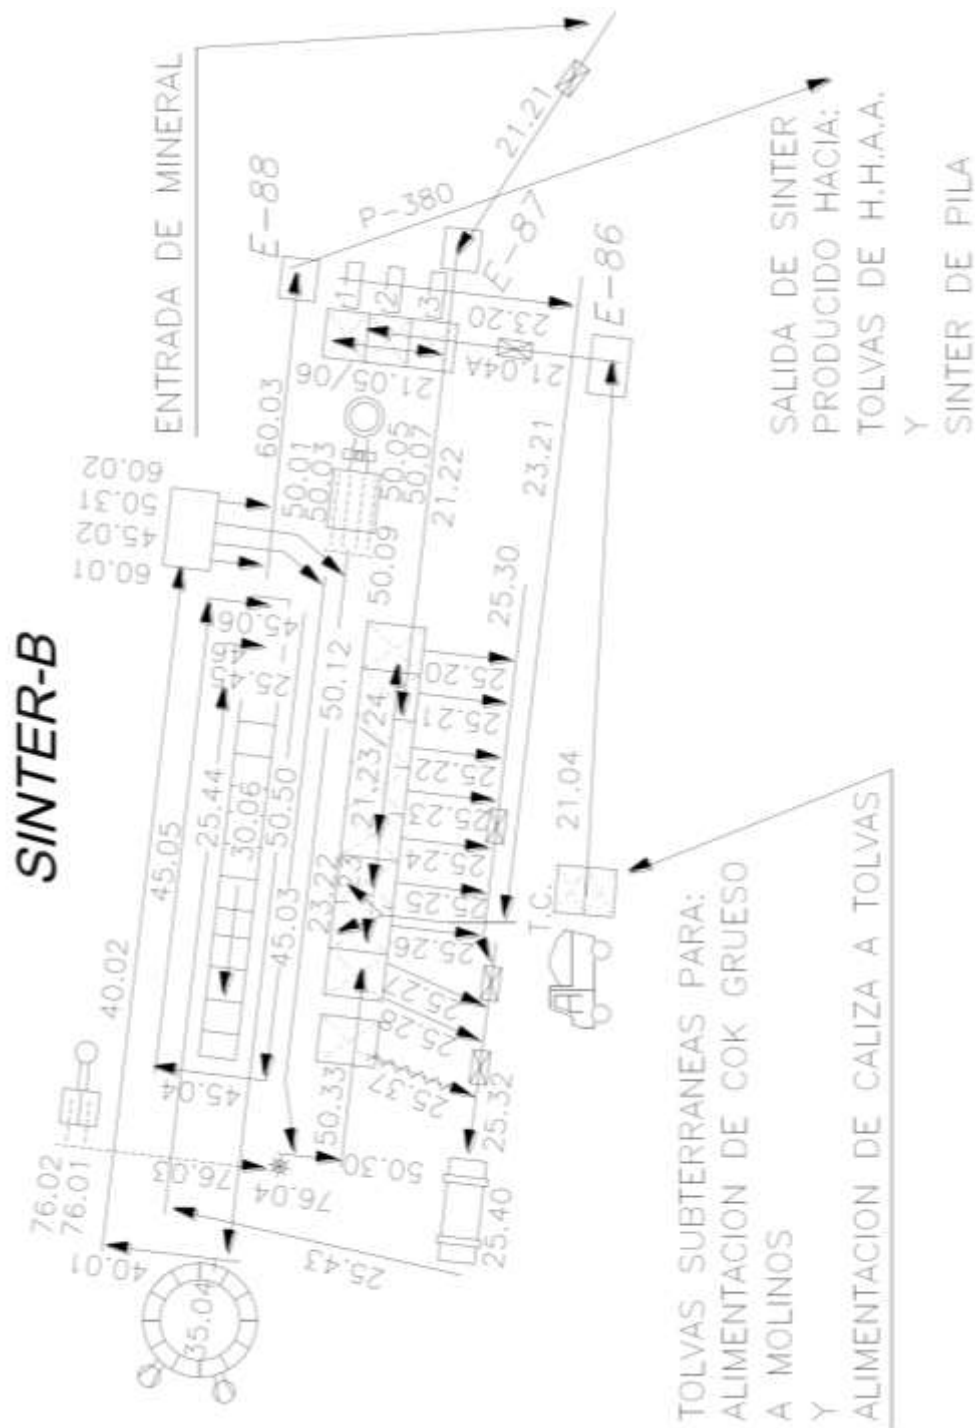 SINTER-B
ENTRADA DE MINERAL
SALIDA DE SINTER
PRODUCIDO HACIA:
TOLVAS DE H.H.A.A.
Y
SINTER DE PILA
TOLVAS SUBTERRANEAS PARA:
ALIMENTACION DE COK GRUESO
A MOLINOS
Y
ALIMENTACION DE CALIZA A TOLVAS
76.02
76.01
40.01
40.02
35.04
76.03
76.04
45.04
45.05
25.44
30.06
50.50
45.03
45.06
60.01
45.02
50.31
60.02
60.03
E-88
P-380
21.21
E-87
E-86
1
2
3
23.20
21.04A
21.05/06
50.01
50.03
50.05
50.07
50.09
21.22
23.21
50.12
21.23/24
23.22
23
25.30
25.20
25.21
25.22
25.23
25.24
25.25
25.26
25.27
25.28
25.37
25.32
50.33
50.30
25.40
25.43
T.C.
21.04